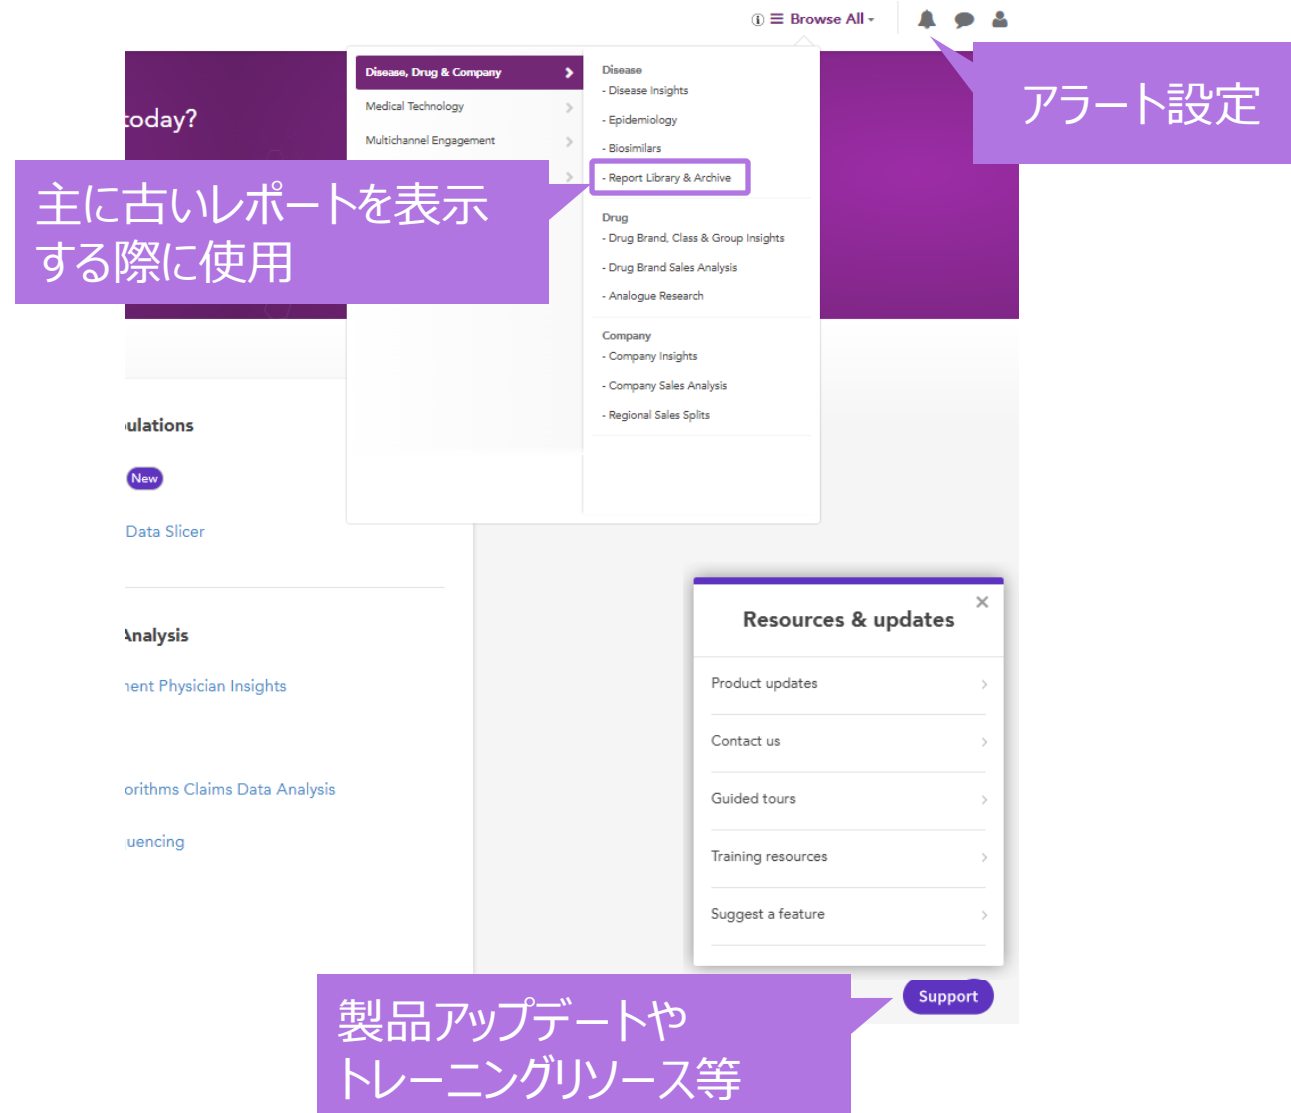 Browse All
アラート設定
Disease, Drug & Company
Medical Technology
Multichannel Engagement
Disease
- Disease Insights
- Epidemiology
- Biosimilars
- Report Library & Archive
Drug
- Drug Brand, Class & Group Insights
- Drug Brand Sales Analysis
- Analogue Research
Company
- Company Insights
- Company Sales Analysis
- Regional Sales Splits
today?
主に古いレポートを表示
する際に使用
ulations
New
Data Slicer
Analysis
ent Physician Insights
orithms Claims Data Analysis
uencing
Resources & updates
Product updates
Contact us
Guided tours
Training resources
Suggest a feature
Support
製品アップデートや
トレーニングリソース等